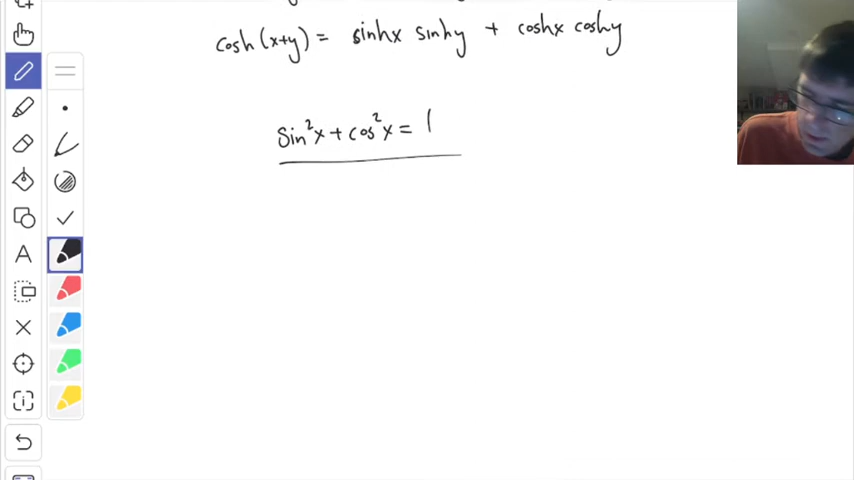 cosh(x+y) = sinhx sinhy + coshx coshy
sin²x + cos²x = 1